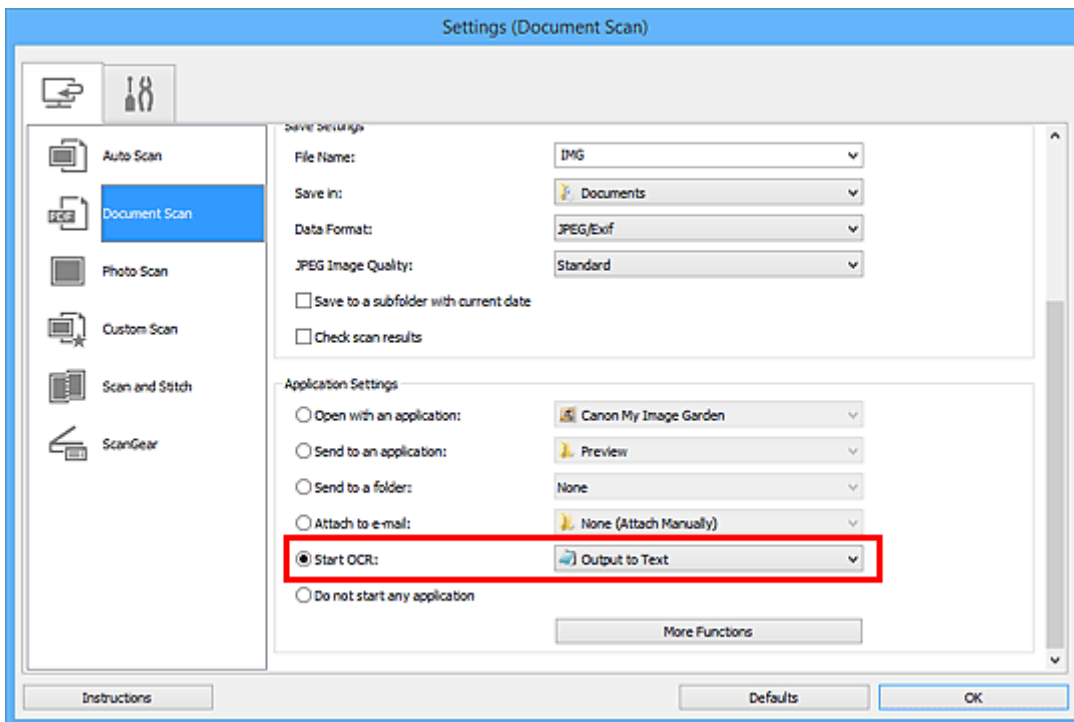 Settings (Document Scan)
Save Settings
Auto Scan
File Name: IMG
Save in: Documents
Document Scan
Data Format: JPEG/Exif
JPEG Image Quality: Standard
Photo Scan
Save to a subfolder with current date
Custom Scan
Check scan results
Scan and Stitch
Application Settings
Open with an application: Canon My Image Garden
ScanGear
Send to an application: Preview
Send to a folder: None
Attach to e-mail: None (Attach Manually)
Start OCR: Output to Text
Do not start any application
More Functions
Instructions Defaults OK